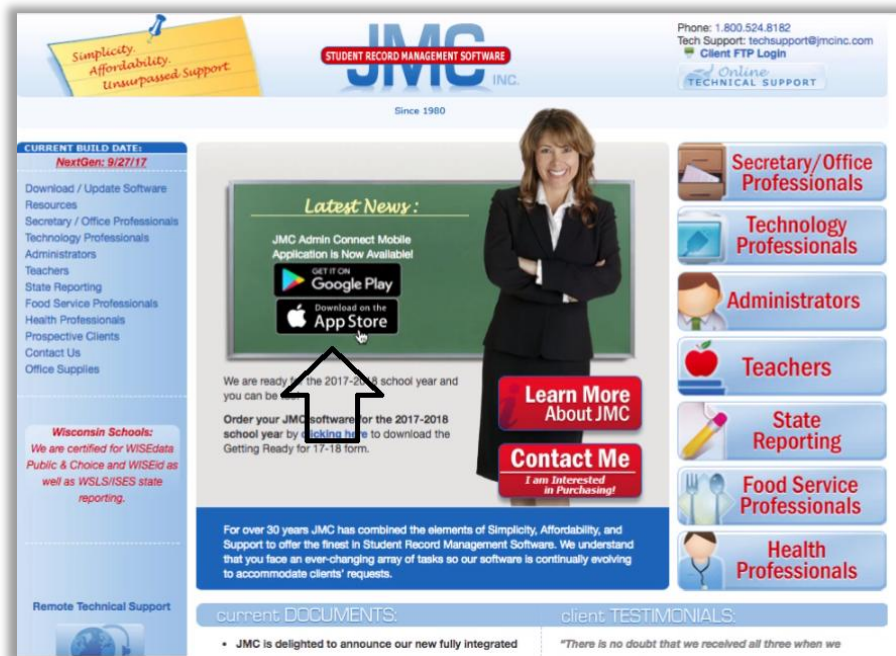 Simplicity.
Affordability.
Unsurpassed Support.
JMC
STUDENT RECORD MANAGEMENT SOFTWARE
INC.
Since 1980
Phone: 1.800.524.8182
Tech Support: techsupport@jmcinc.com
Client FTP Login
Online
TECHNICAL SUPPORT
CURRENT BUILD DATE:
NextGen: 9/27/17
Download / Update Software
Resources
Secretary / Office Professionals
Technology Professionals
Administrators
Teachers
State Reporting
Food Service Professionals
Health Professionals
Prospective Clients
Contact Us
Office Supplies
Wisconsin Schools:
We are certified for WISEdata
Public & Choice and WISEid as
well as WSLS/ISES state
reporting.
Remote Technical Support
Latest News :
JMC Admin Connect Mobile
Application is Now Available!
GET IT ON
Google Play
Download on the
App Store
We are ready for the 2017-2018 school year and
you can be
Order your JMC software for the 2017-2018
school year by clicking here to download the
Getting Ready for 17-18 form.
Learn More
About JMC
Contact Me
I am Interested
in Purchasing!
For over 30 years JMC has combined the elements of Simplicity, Affordability, and
Support to offer the finest in Student Record Management Software. We understand
that you face an ever-changing array of tasks so our software is continually evolving
to accommodate clients' requests.
Secretary/Office
Professionals
Technology
Professionals
Administrators
Teachers
State
Reporting
Food Service
Professionals
Health
Professionals
current DOCUMENTS:
• JMC is delighted to announce our new fully integrated
client TESTIMONIALS:
"There is no doubt that we received all three when we